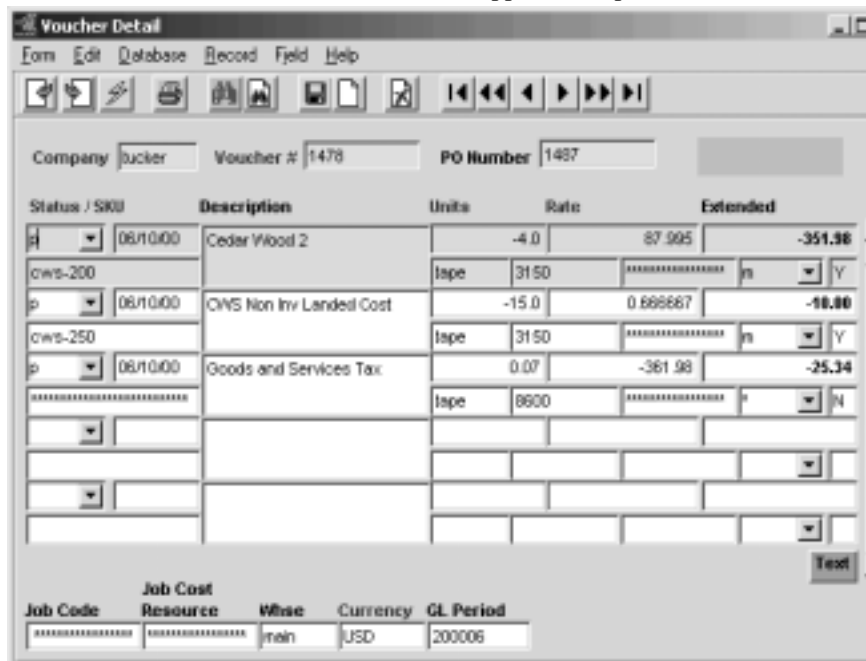 Voucher Detail
Form Edit Database Record Field Help
Company tucker Voucher # 1478 PO Number 1487
Status / SKU Description Units Rate Extended
p 06/10/00 Cedar Wood 2 -4.0 87.995 -351.98
cws-200 tape 3150 ****************** n Y
p 06/10/00 CWS Non Inv Landed Cost -15.0 0.666667 -10.00
cws-250 tape 3150 ****************** n Y
p 06/10/00 Goods and Services Tax 0.07 -361.98 -25.34
***************************** tape 8600 ****************** * N
Text
Job Cost
Job Code Resource Whse Currency GL Period
****************** ****************** main USD 200006